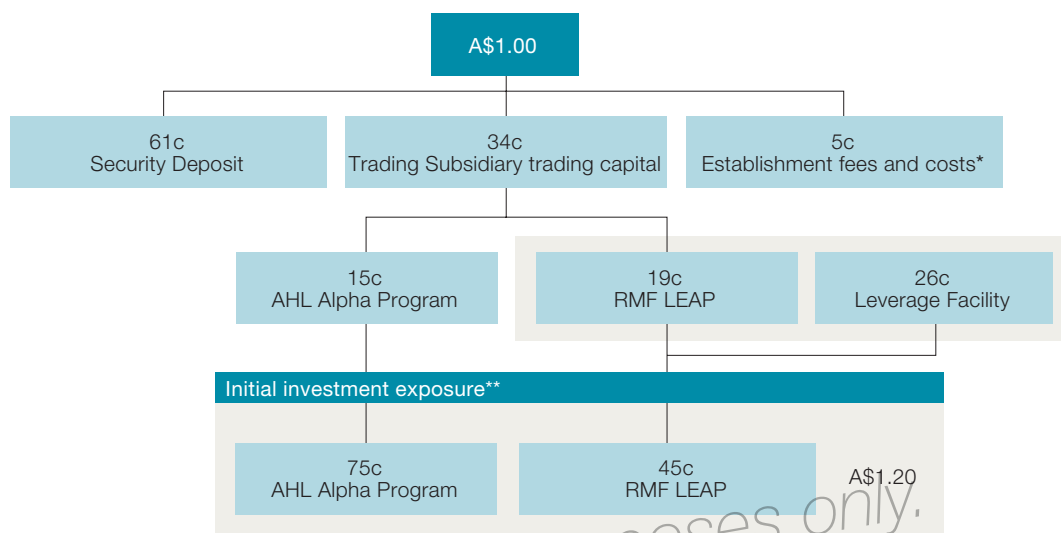 A$1.00
61c
Security Deposit
34c
Trading Subsidiary trading capital
5c
Establishment fees and costs*
15c
AHL Alpha Program
19c
RMF LEAP
26c
Leverage Facility
Initial investment exposure**
75c
AHL Alpha Program
45c
RMF LEAP
A$1.20
only.